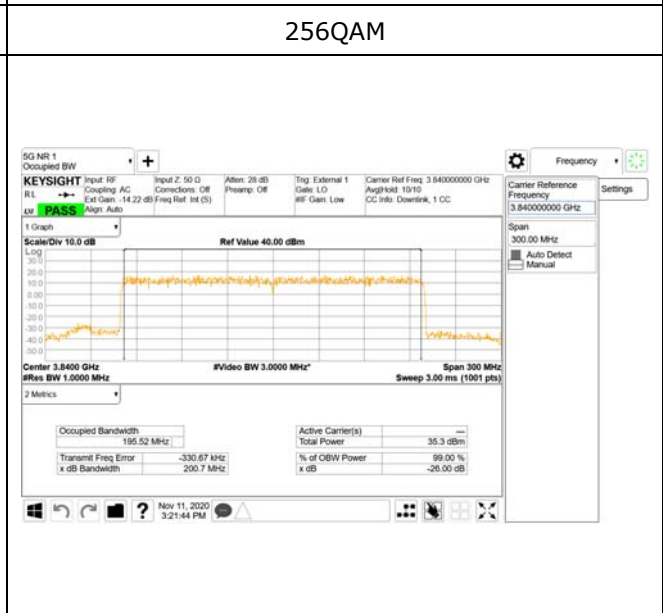 256QAM
5G NR 1
Occupied BW
Frequency
KEYSIGHT Input: RF Input Z: 50 Ω Atten: 28 dB Trig: External 1 Carrier Ref Freq: 3.840000000 GHz
R L Coupling: AC Corrections: Off Preamp: Off Gate: LO Avg|Hold: 10/10
Ext Gain: -14.22 dB Freq Ref: Int (S) #IF Gain: Low CC Info: Downlink, 1 CC
PASS Align: Auto
Carrier Reference Frequency
3.840000000 GHz
Settings
Span
300.00 MHz
Auto Detect
Manual
1 Graph
Scale/Div 10.0 dB Ref Value 40.00 dBm
Log
30.0
20.0
10.0
0.00
-10.0
-20.0
-30.0
-40.0
-50.0
Center 3.8400 GHz #Video BW 3.0000 MHz* Span 300 MHz
#Res BW 1.0000 MHz Sweep 3.00 ms (1001 pts)
2 Metrics
Occupied Bandwidth
195.52 MHz
Active Carrier(s) ---
Total Power 35.3 dBm
Transmit Freq Error -330.67 kHz
x dB Bandwidth 200.7 MHz
% of OBW Power 99.00 %
x dB -26.00 dB
Nov 11, 2020
3:21:44 PM